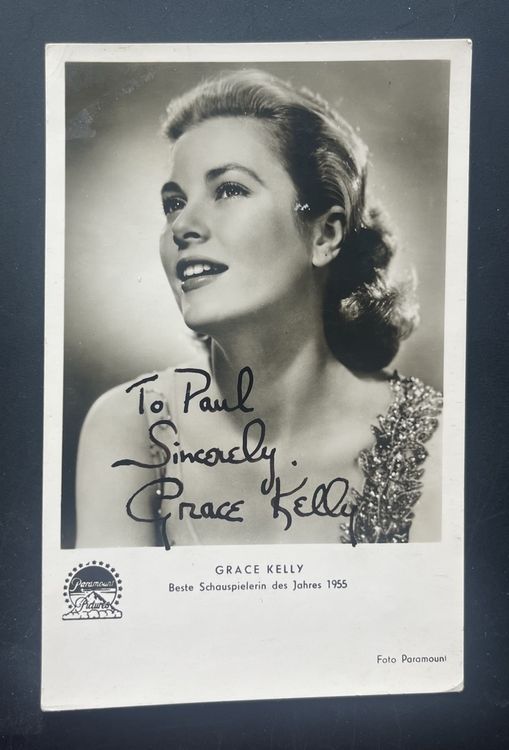 To Paul
Sincerely.
Grace Kelly
GRACE KELLY
Beste Schauspielerin des Jahres 1955
Paramount
Pictures
Foto Paramount